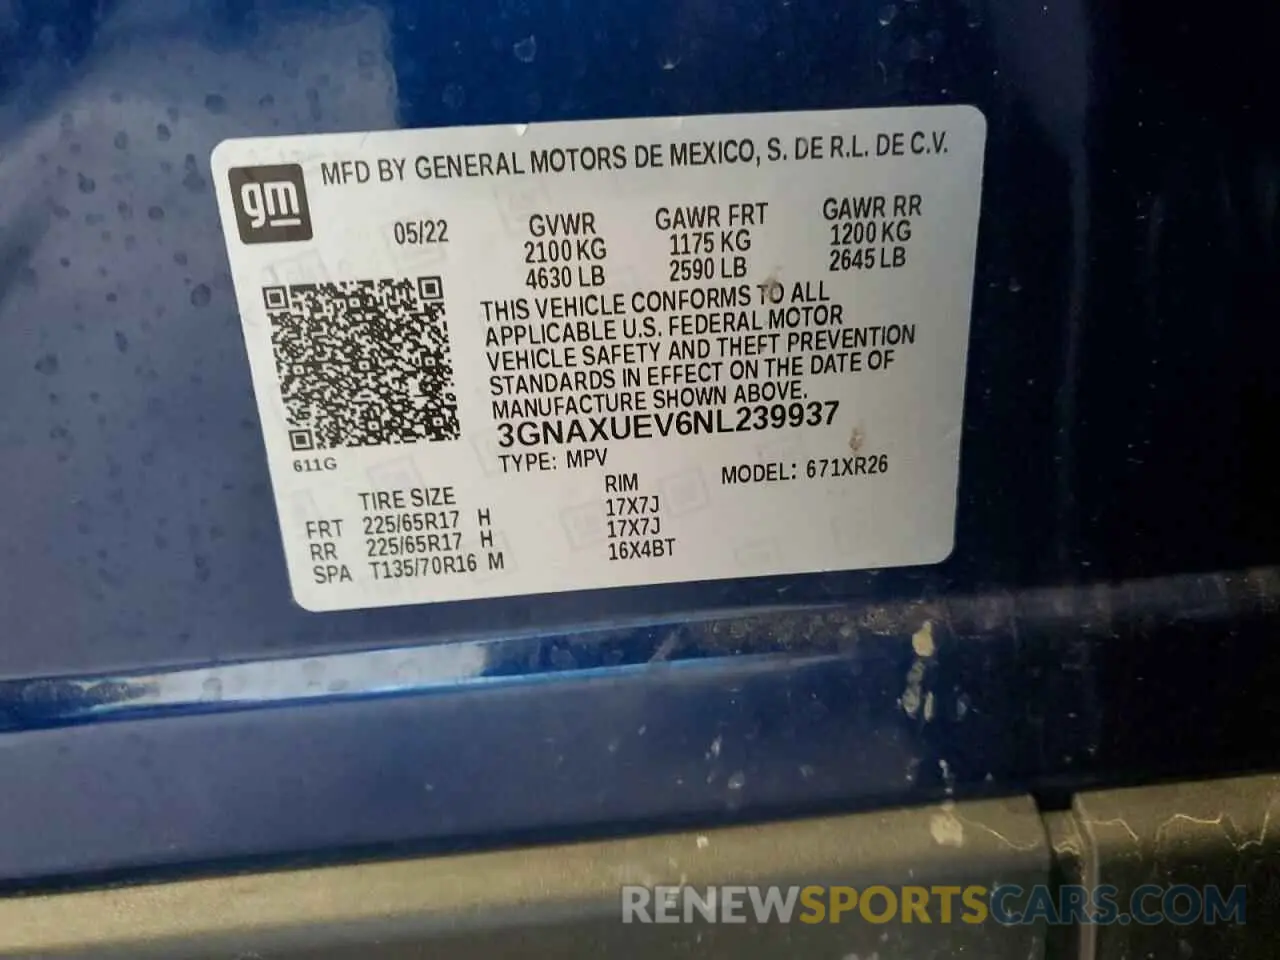 gm
MFD BY GENERAL MOTORS DE MEXICO, S. DE R.L. DE C.V.
05/22
GVWR
2100 KG
4630 LB
GAWR FRT
1175 KG
2590 LB
GAWR RR
1200 KG
2645 LB
THIS VEHICLE CONFORMS TO ALL
APPLICABLE U.S. FEDERAL MOTOR
VEHICLE SAFETY AND THEFT PREVENTION
STANDARDS IN EFFECT ON THE DATE OF
MANUFACTURE SHOWN ABOVE.
3GNAXUEV6NL239937
611G
TYPE: MPV
MODEL: 671XR26
TIRE SIZE RIM
FRT 225/65R17 H 17X7J
RR 225/65R17 H 17X7J
SPA T135/70R16 M 16X4BT
RENEWSPORTSCARS.COM